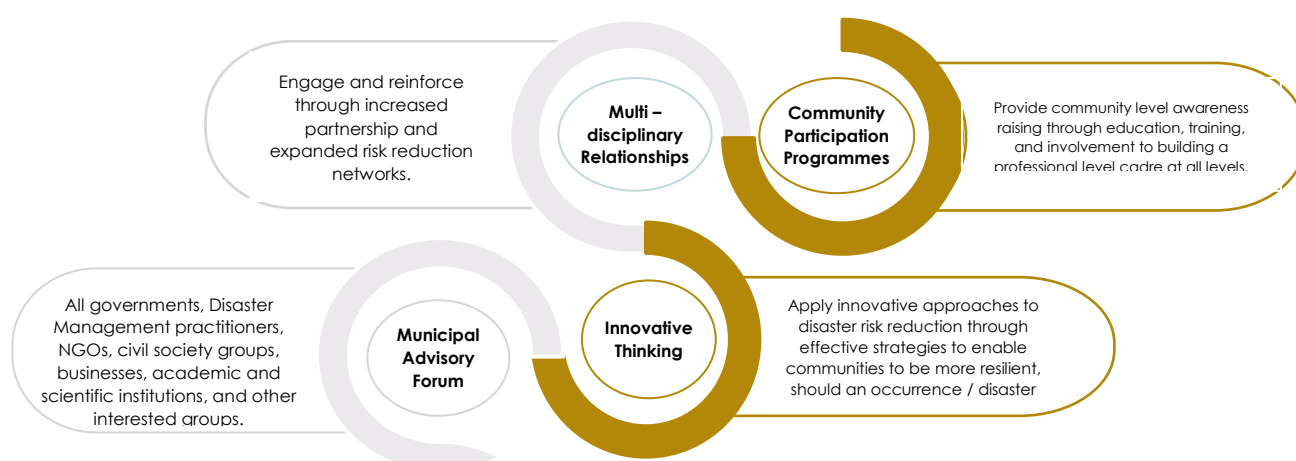 Engage and reinforce
through increased
partnership and
expanded risk reduction
networks.
Multi –
disciplinary
Relationships
Community
Participation
Programmes
Provide community level awareness
raising through education, training,
and involvement to building a
professional level cadre at all levels.
All governments, Disaster
Management practitioners,
NGOs, civil society groups,
businesses, academic and
scientific institutions, and other
interested groups.
Municipal
Advisory
Forum
Innovative
Thinking
Apply innovative approaches to
disaster risk reduction through
effective strategies to enable
communities to be more resilient,
should an occurrence / disaster